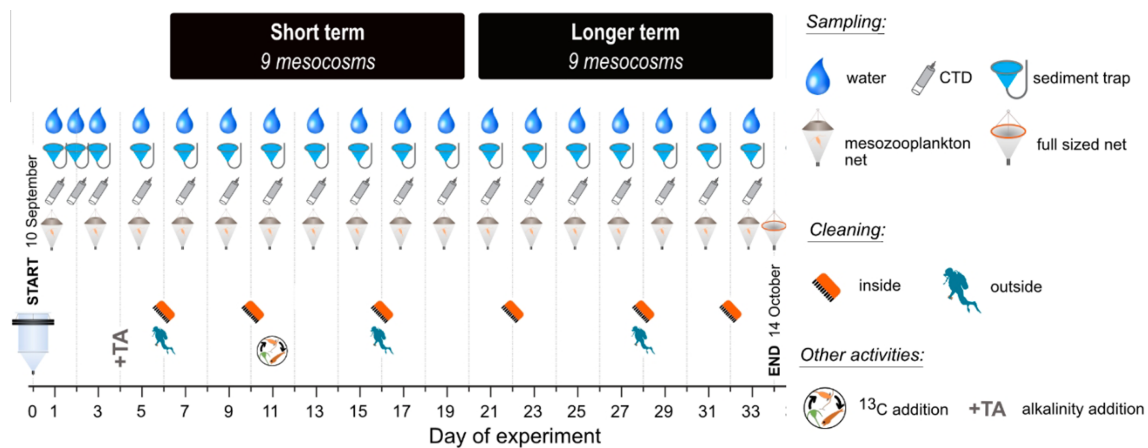 Short term
9 mesocosms
Longer term
9 mesocosms
Sampling:
water
CTD
sediment trap
mesozooplankton
net
full sized net
Cleaning:
inside
outside
Other activities:
¹³C addition
+TA
alkalinity addition
START 10 September
+TA
END 14 October
0 1 3 5 7 9 11 13 15 17 19 21 23 25 27 29 31 33
Day of experiment